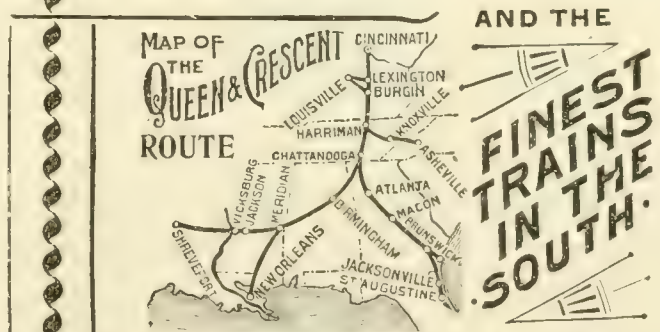 MAP OF
THE
QUEEN & CRESCENT
ROUTE
CINCINNATI
LEXINGTON
BURGIN
LOUISVILLE
HARRIMAN
KNOXVILLE
ASHEVILLE
CHATTANOOGA
ATLANTA
MACON
BRUNSWICK
BIRMINGHAM
VICKSBURG
JACKSON
MERIDIAN
SHREVEPORT
NEW ORLEANS
JACKSONVILLE
ST AUGUSTINE
AND THE
FINEST
TRAINS
IN THE
SOUTH.